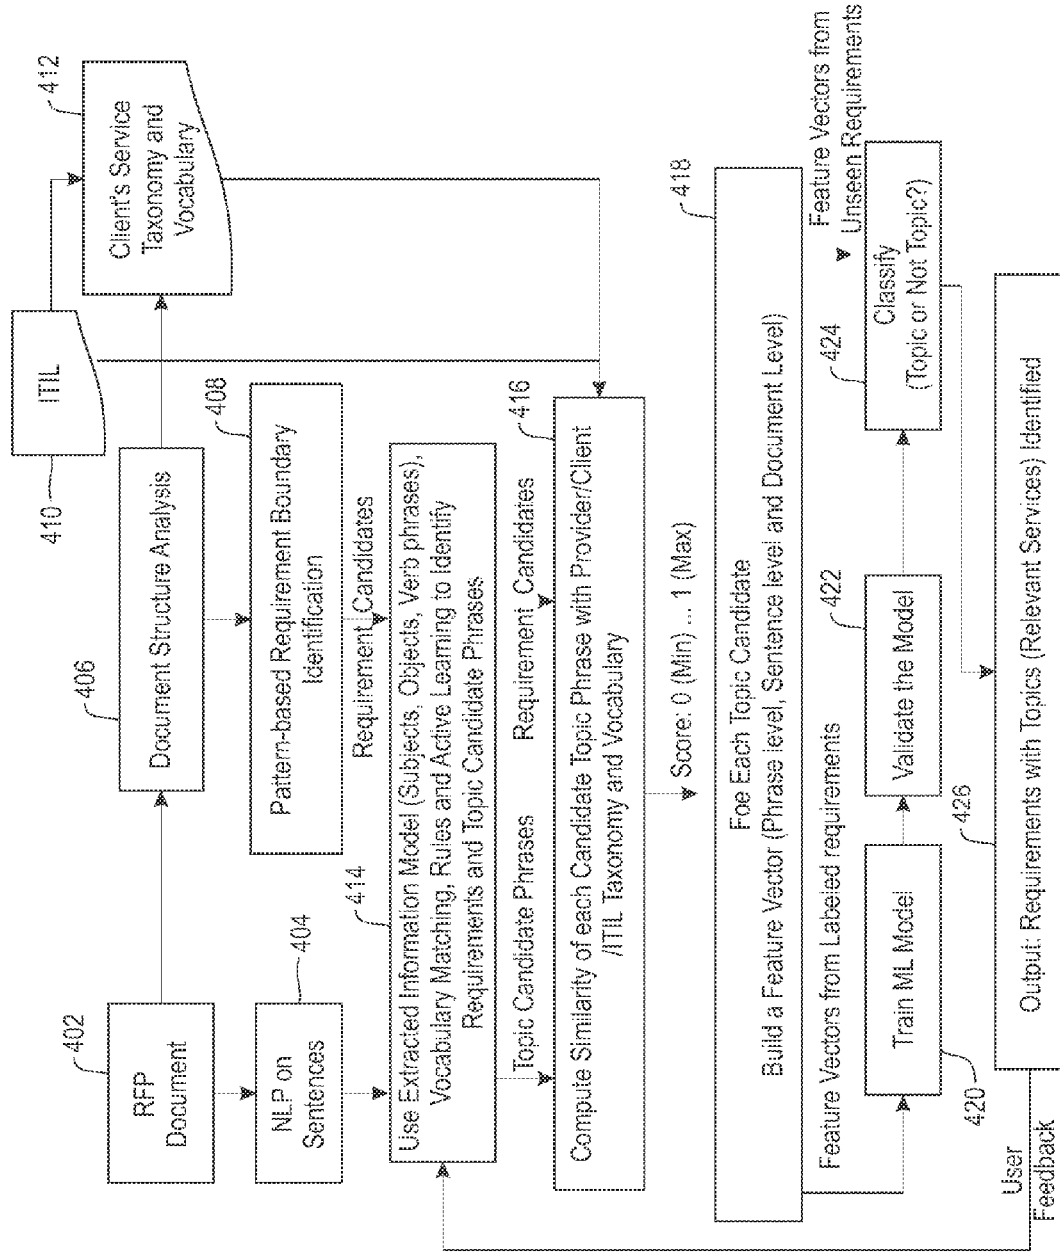 402
RFP
Document
406
Document Structure Analysis
410
ITIL
412
Client's Service
Taxonomy and
Vocabulary
404
NLP on
Sentences
408
Pattern-based Requirement Boundary
Identification
Requirement Candidates
414
Use Extracted Information Model (Subjects, Objects, Verb phrases),
Vocabulary Matching, Rules and Active Learning to Identify
Requirements and Topic Candidate Phrases
Topic Candidate Phrases
Requirement Candidates
416
Compute Similarity of each Candidate Topic Phrase with Provider/Client
/ITIL Taxonomy and Vocabulary
Score: 0 (Min) ... 1 (Max)
418
Foe Each Topic Candidate
Build a Feature Vector (Phrase level, Sentence level and Document Level)
Feature Vectors from Labeled requirements
Feature Vectors from
Unseen Requirements
420
Train ML Model
422
Validate the Model
424
Classify
(Topic or Not Topic?)
426
Output: Requirements with Topics (Relevant Services) Identified
User
Feedback